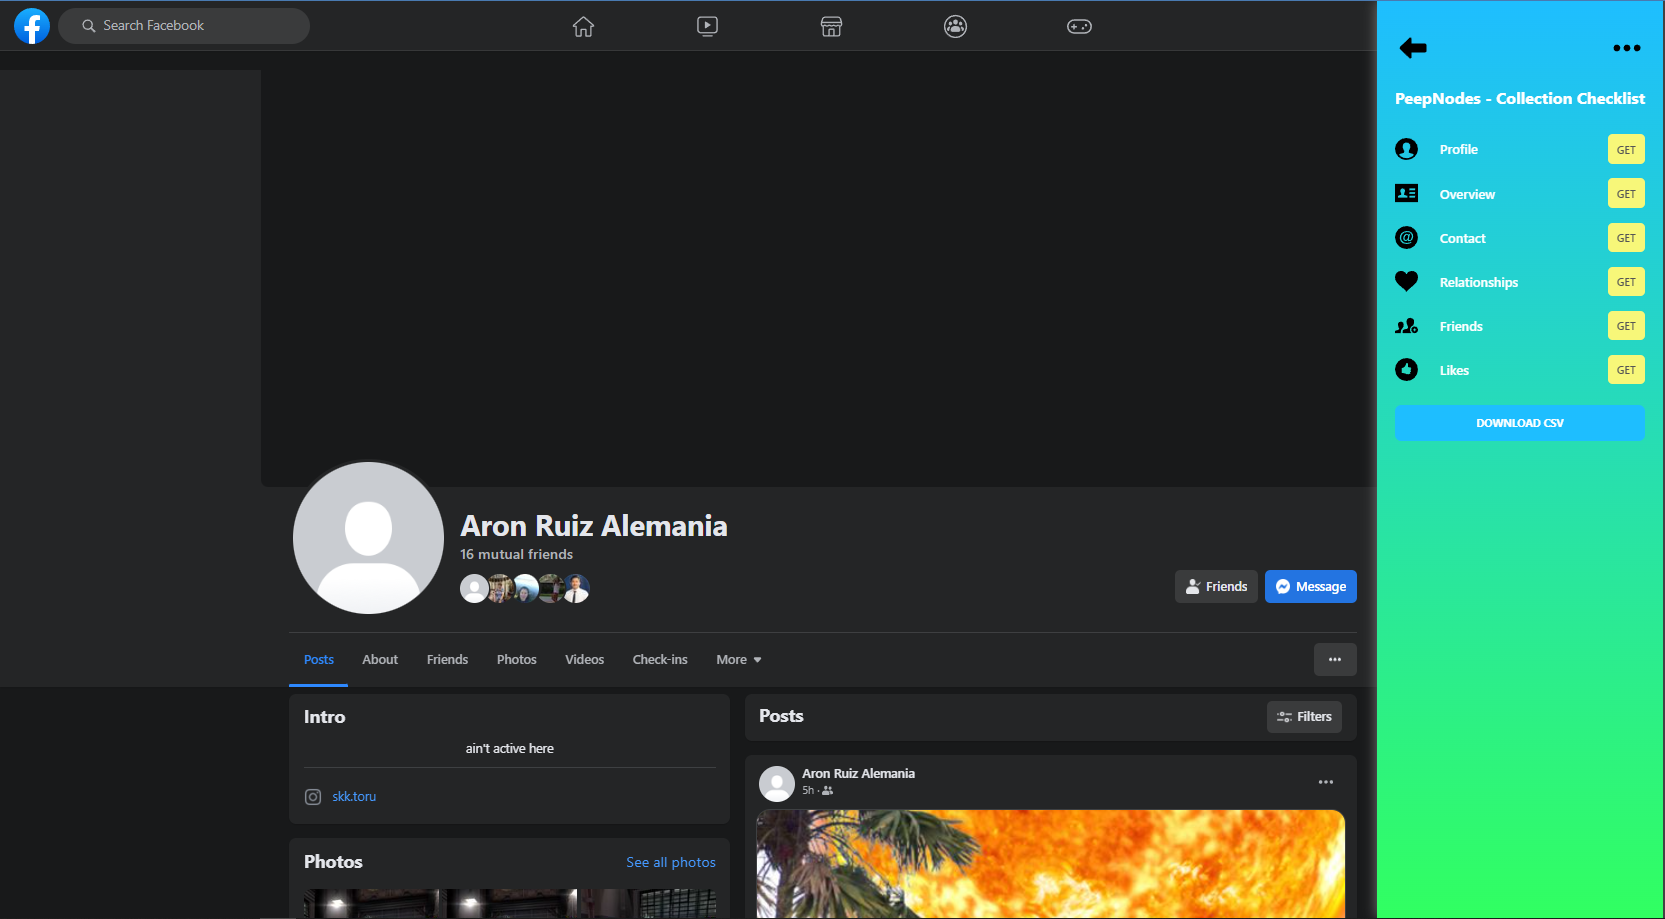 Search Facebook
PeepNodes - Collection Checklist
Profile GET
Overview GET
Contact GET
Relationships GET
Friends GET
Likes GET
DOWNLOAD CSV
Aron Ruiz Alemania
16 mutual friends
Friends Message
Posts About Friends Photos Videos Check-ins More
Intro
ain't active here
skk.toru
Photos See all photos
Posts Filters
Aron Ruiz Alemania
5h ·